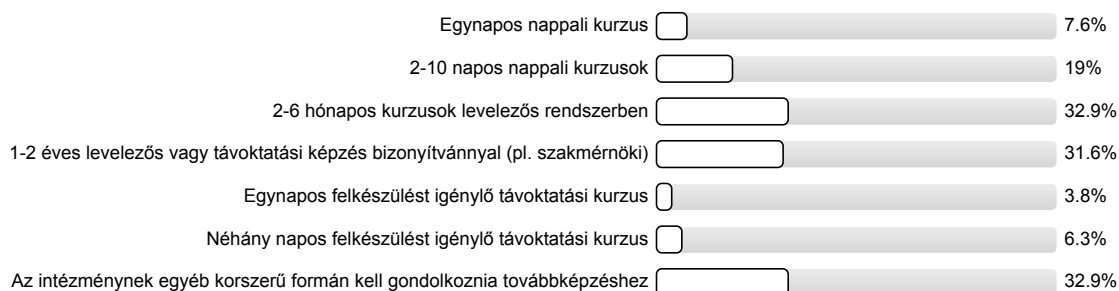 Egynapos nappali kurzus 7.6%
2-10 napos nappali kurzusok 19%
2-6 hónapos kurzusok levelezős rendszerben 32.9%
1-2 éves levelezős vagy távoktatási képzés bizonyítvánnyal (pl. szakmérnöki) 31.6%
Egynapos felkészülést igénylő távoktatási kurzus 3.8%
Néhány napos felkészülést igénylő távoktatási kurzus 6.3%
Az intézménynek egyéb korszerű formán kell gondolkoznia továbbképzéshez 32.9%